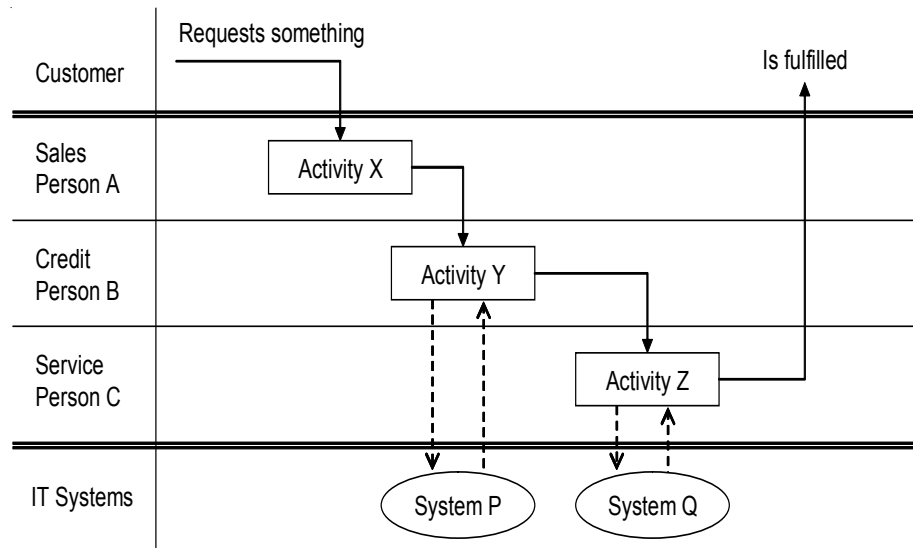 Requests something
Customer
Is fulfilled
Sales
Person A
Activity X
Credit
Person B
Activity Y
Service
Person C
Activity Z
IT Systems
System P
System Q